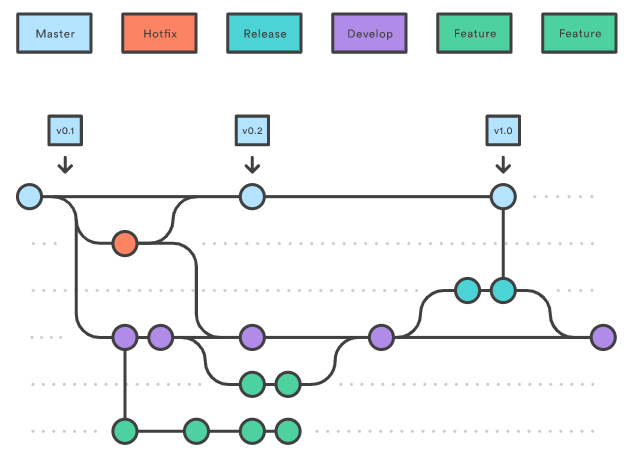 Master
Hotfix
Release
Develop
Feature
Feature
v0.1
v0.2
v1.0